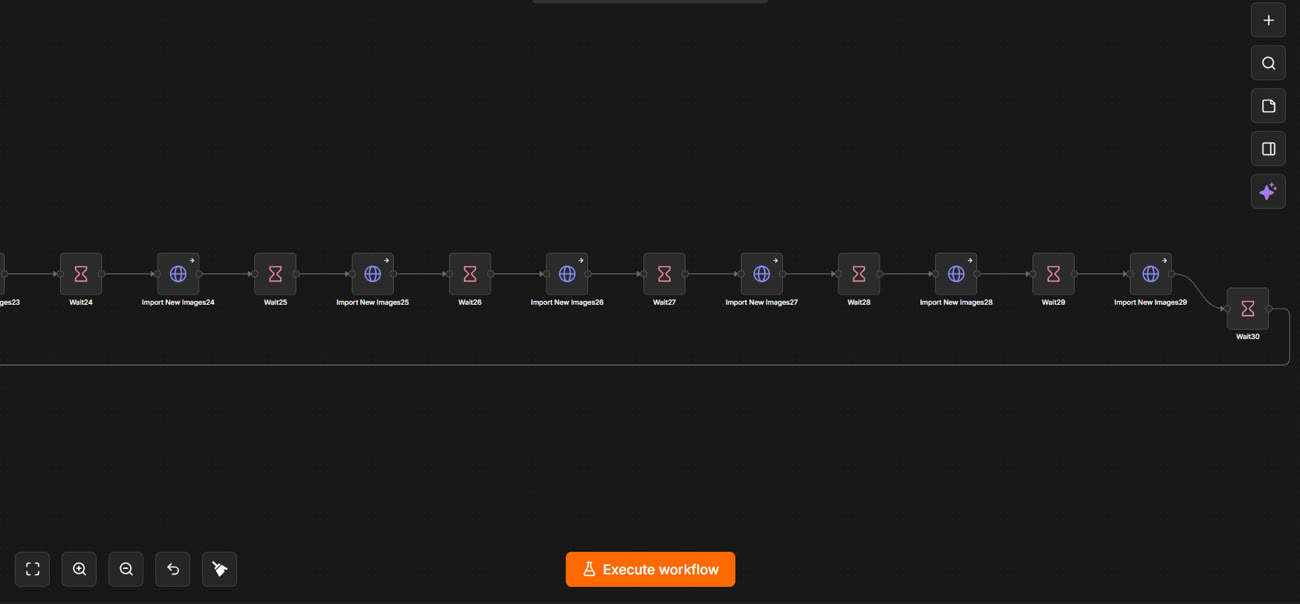 ges23
Wait24
Import New Images24
Wait25
Import New Images25
Wait26
Import New Images26
Wait27
Import New Images27
Wait28
Import New Images28
Wait29
Import New Images29
Wait30
Execute workflow